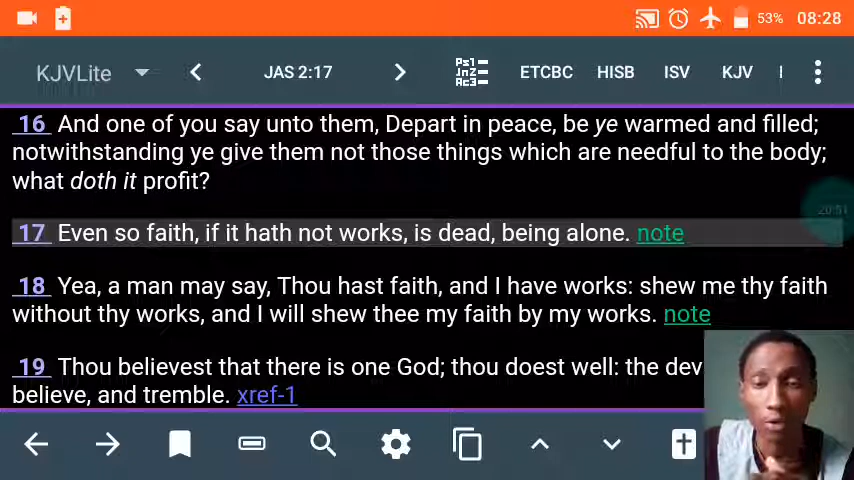 53% 08:28
KJVLite JAS 2:17 Ps1 JnZ Ac3 ETCBC HISB ISV KJV
16 And one of you say unto them, Depart in peace, be ye warmed and filled;
notwithstanding ye give them not those things which are needful to the body;
what doth it profit?
20:51
17 Even so faith, if it hath not works, is dead, being alone. note
18 Yea, a man may say, Thou hast faith, and I have works: shew me thy faith
without thy works, and I will shew thee my faith by my works. note
19 Thou believest that there is one God; thou doest well: the dev
believe, and tremble. xref-1